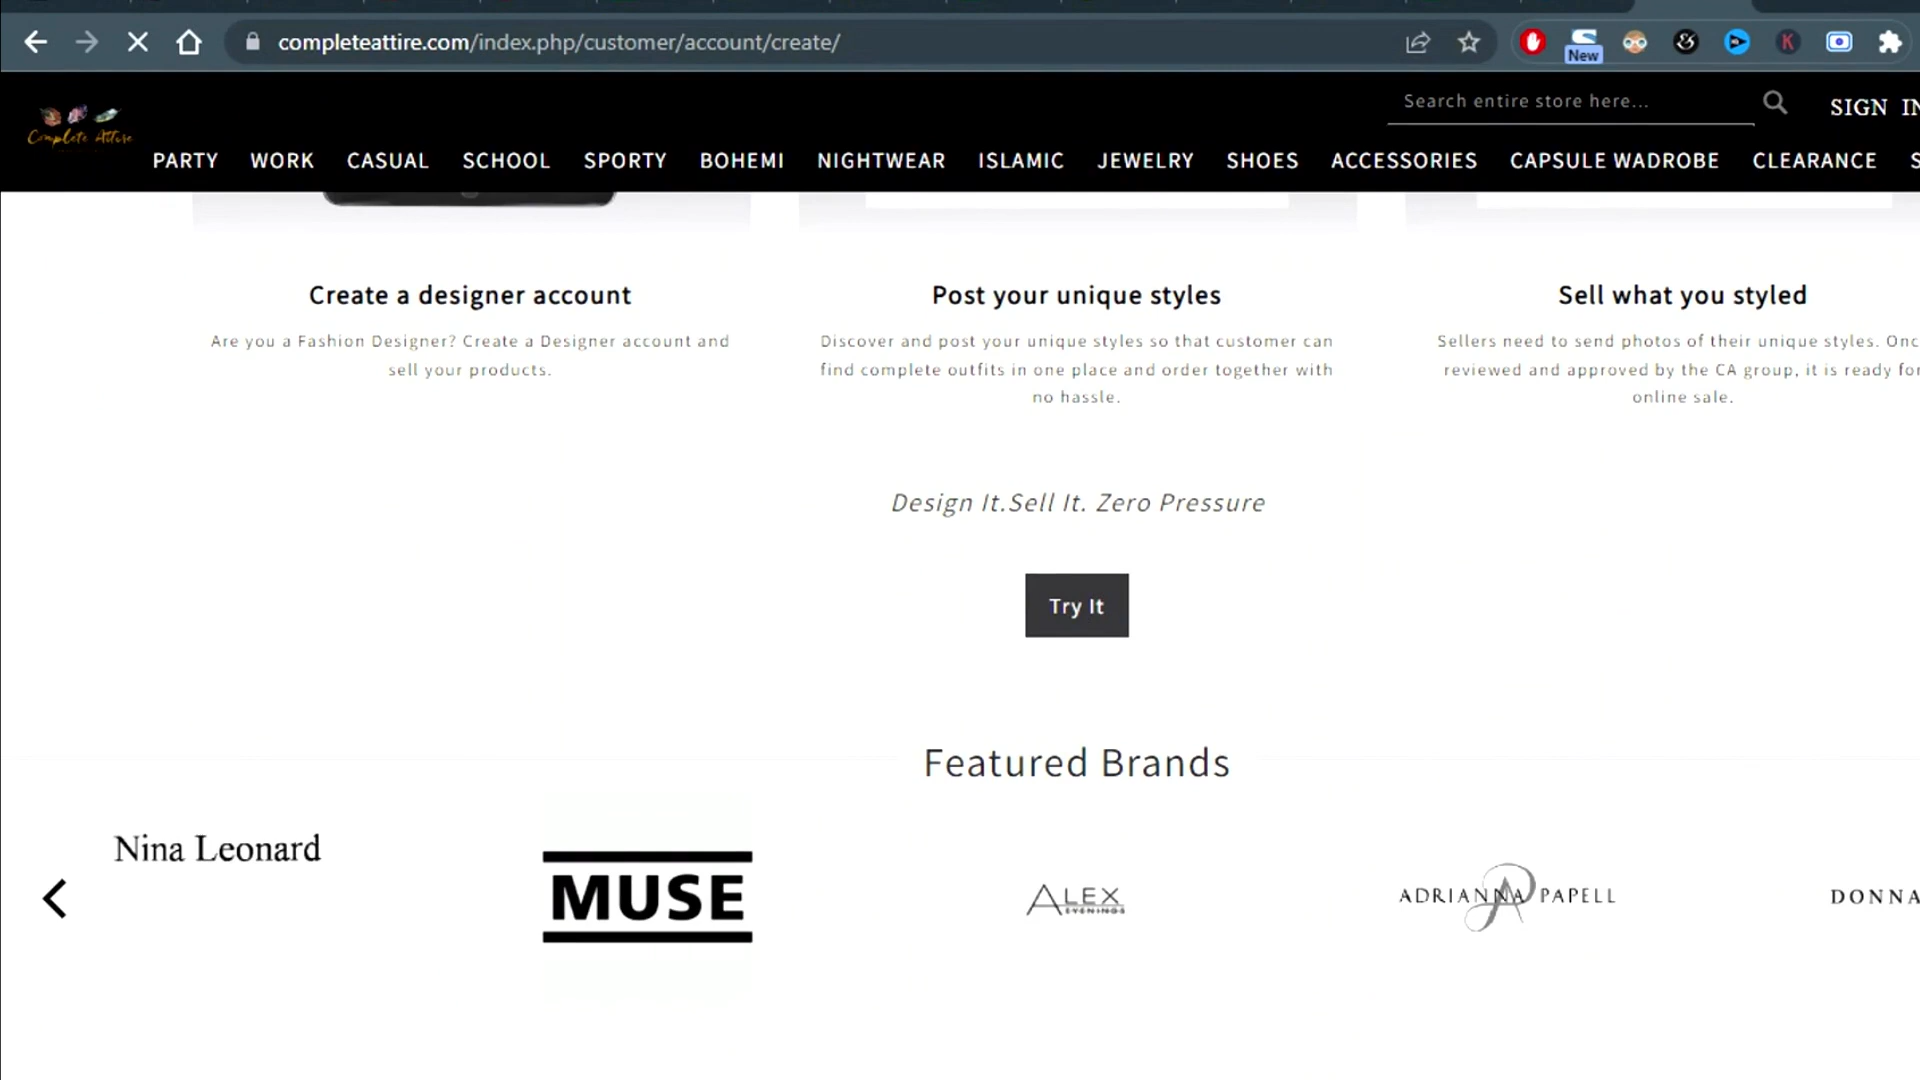 completeattire.com/index.php/customer/account/create/
New
Complete Attire
Search entire store here...
SIGN IN
PARTY WORK CASUAL SCHOOL SPORTY BOHEMI NIGHTWEAR ISLAMIC JEWELRY SHOES ACCESSORIES CAPSULE WADROBE CLEARANCE S
Create a designer account
Are you a Fashion Designer? Create a Designer account and
sell your products.
Post your unique styles
Discover and post your unique styles so that customer can
find complete outfits in one place and order together with
no hassle.
Sell what you styled
Sellers need to send photos of their unique styles. Onc
reviewed and approved by the CA group, it is ready for
online sale.
Design It.Sell It. Zero Pressure
Try It
Featured Brands
Nina Leonard
MUSE
ALEX
EVENINGS
ADRIANNA PAPELL
DONNA